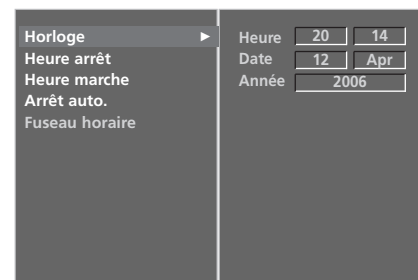 Horloge ►
Heure arrêt
Heure marche
Arrêt auto.
Fuseau horaire
Heure 20 14
Date 12 Apr
Année 2006